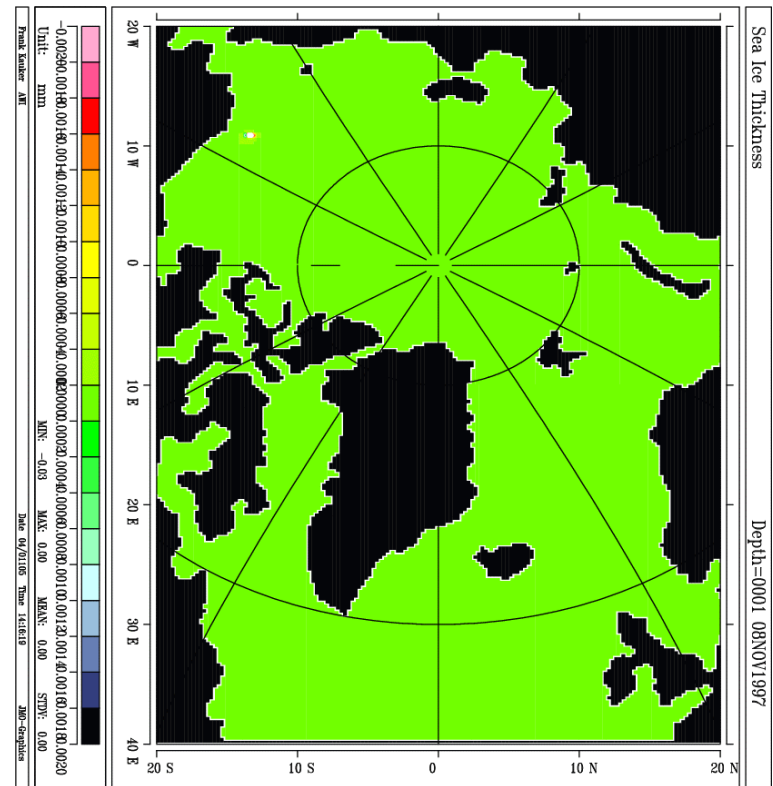 Sea Ice Thickness Depth=0001 08NOV1997
20 W
10 W
0
10 E
20 E
30 E
40 E
20 S 10 S 0 10 N 20 N
Unit: mm MIN: -0.03 MAX: 0.00 MEAN: 0.00 STDV: 0.00
Frank Kauker AWI Date 04/01105 Time 14:16:19 JMO-Graphics